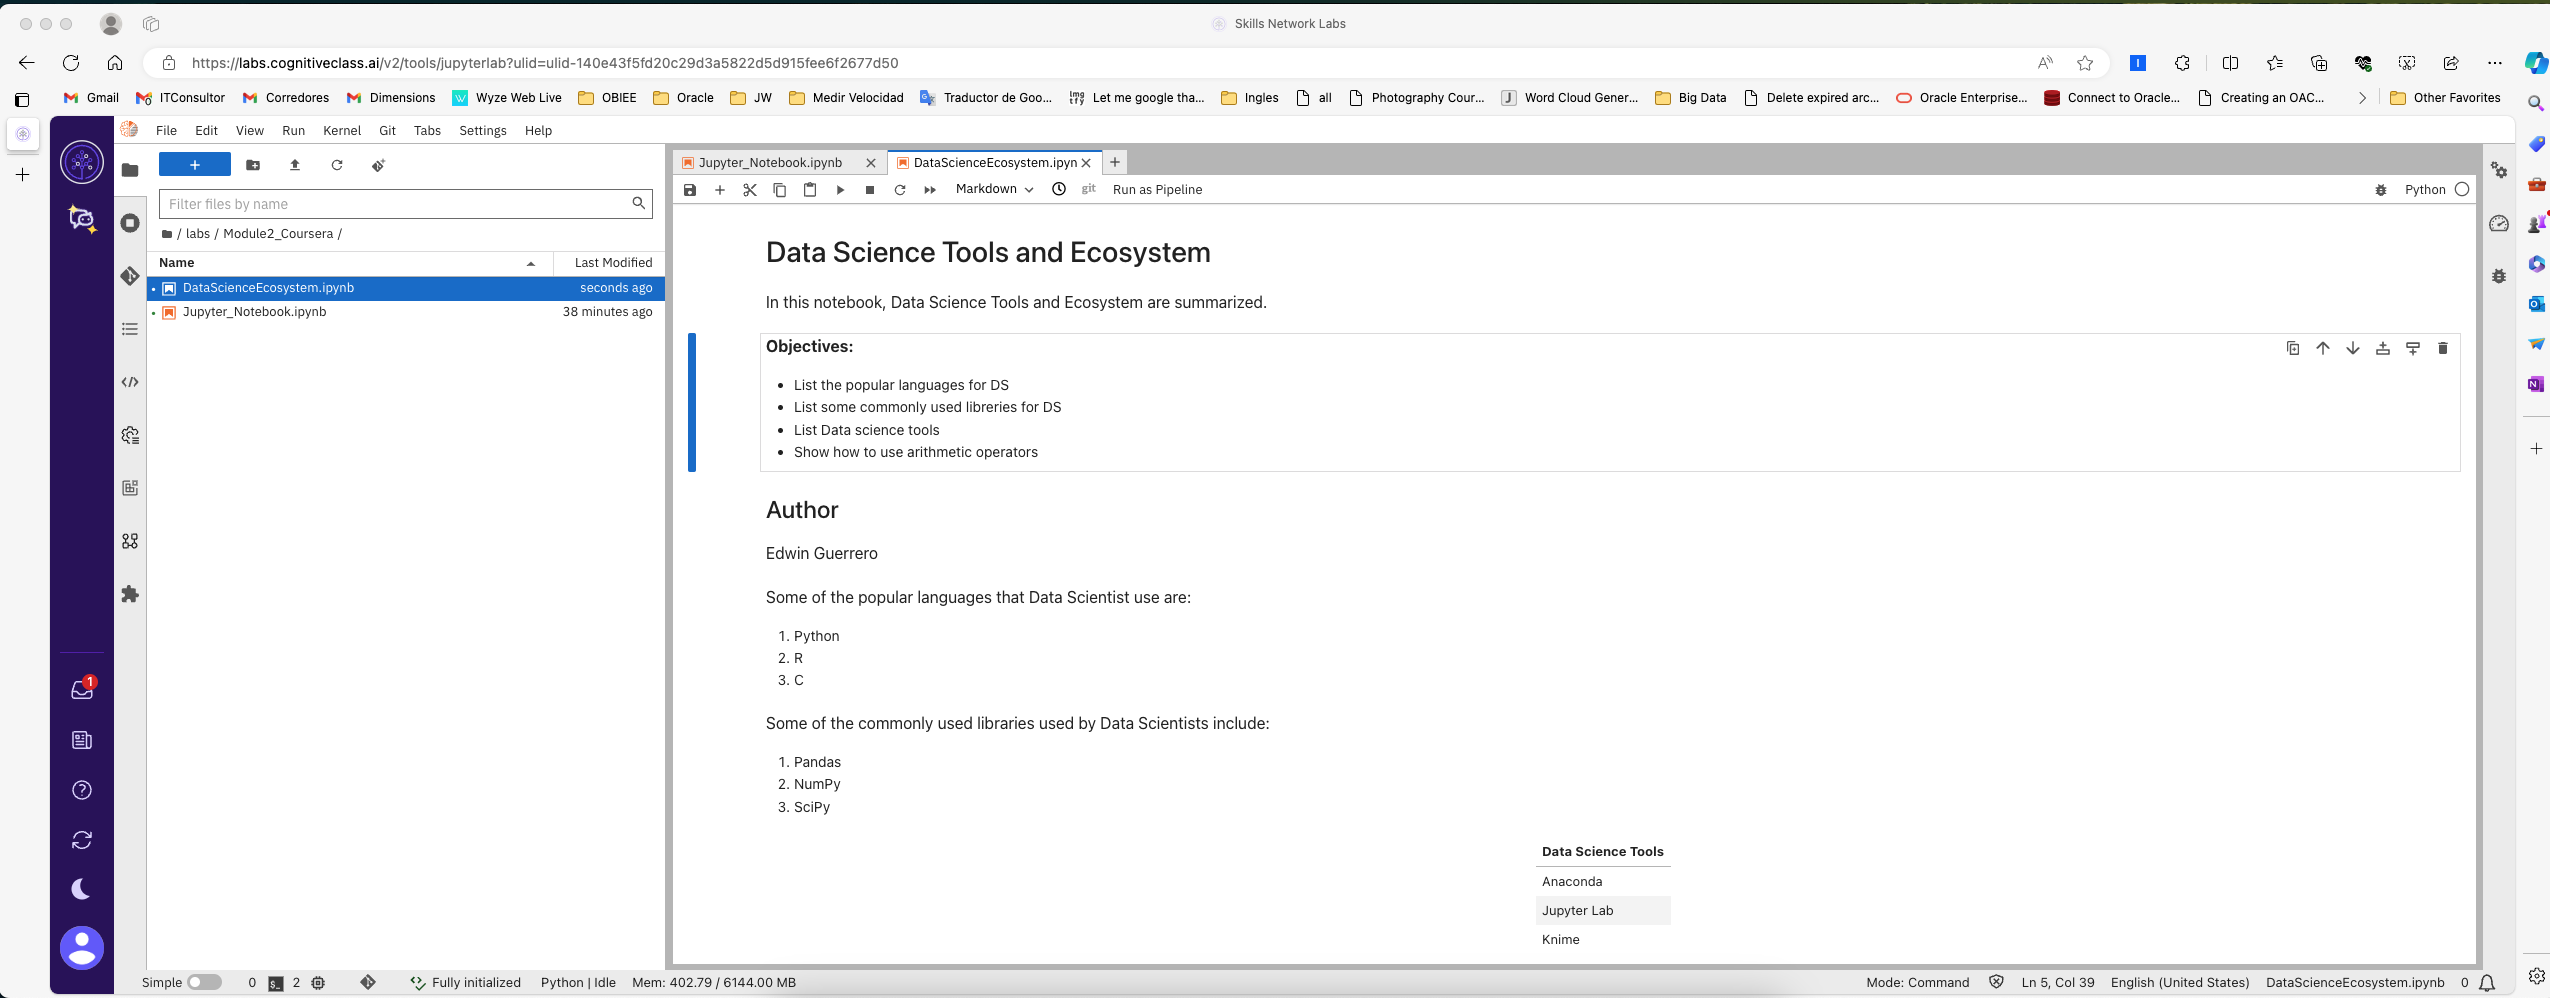 Skills Network Labs
https://labs.cognitiveclass.ai/v2/tools/jupyterlab?ulid=ulid-140e43f5fd20c29d3a5822d5d915fee6f2677d50
Gmail ITConsultor Corredores Dimensions Wyze Web Live OBIEE Oracle JW Medir Velocidad Traductor de Goo... Let me google tha... Ingles all Photography Cour... Word Cloud Gener... Big Data Delete expired arc... Oracle Enterprise... Connect to Oracle... Creating an OAC... Other Favorites
File Edit View Run Kernel Git Tabs Settings Help
Jupyter_Notebook.ipynb DataScienceEcosystem.ipyn
Markdown git Run as Pipeline Python
Filter files by name
/ labs / Module2_Coursera /
Name Last Modified
DataScienceEcosystem.ipynb seconds ago
Jupyter_Notebook.ipynb 38 minutes ago
1
Data Science Tools and Ecosystem
In this notebook, Data Science Tools and Ecosystem are summarized.
Objectives:
• List the popular languages for DS
• List some commonly used libreries for DS
• List Data science tools
• Show how to use arithmetic operators
Author
Edwin Guerrero
Some of the popular languages that Data Scientist use are:
1. Python
2. R
3. C
Some of the commonly used libraries used by Data Scientists include:
1. Pandas
2. NumPy
3. SciPy
Data Science Tools
Anaconda
Jupyter Lab
Knime
Simple 0 2 Fully initialized Python | Idle Mem: 402.79 / 6144.00 MB Mode: Command Ln 5, Col 39 English (United States) DataScienceEcosystem.ipynb 0